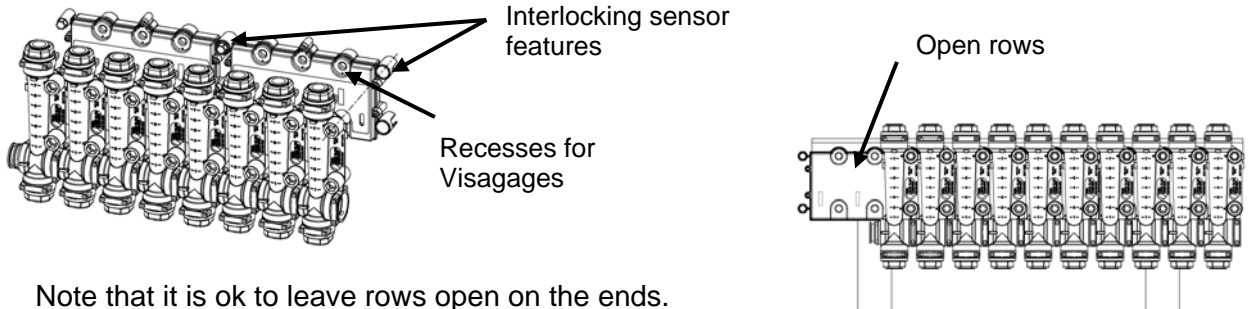 Interlocking sensor
features
Open rows
Recesses for
Visagages
Note that it is ok to leave rows open on the ends.